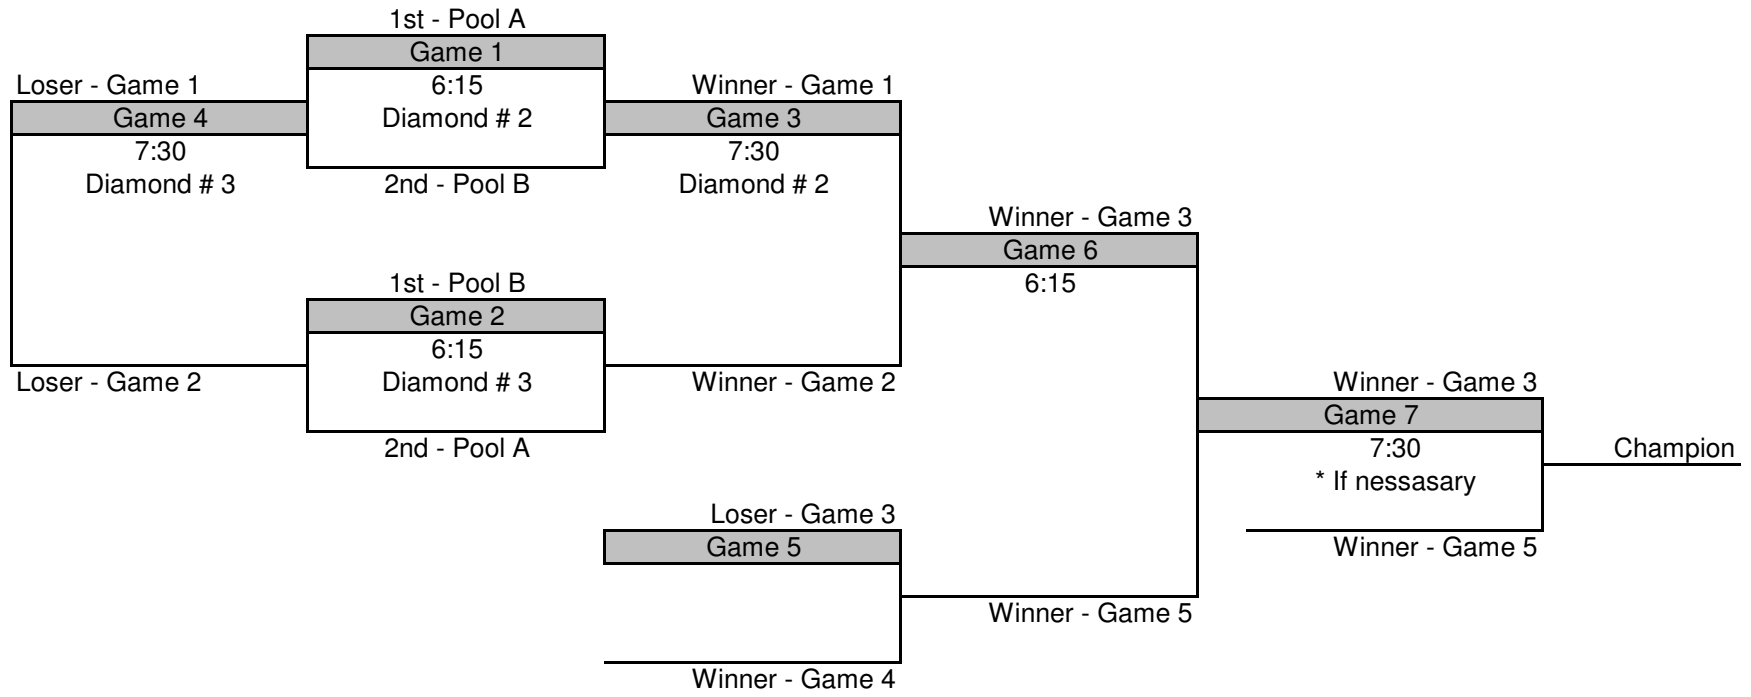 1st - Pool A
Game 1
Loser - Game 1
6:15
Winner - Game 1
Game 4
Diamond # 2
Game 3
7:30
7:30
Diamond # 3
2nd - Pool B
Diamond # 2
Winner - Game 3
Game 6
1st - Pool B
6:15
Game 2
6:15
Loser - Game 2
Diamond # 3
Winner - Game 2
Winner - Game 3
Game 7
2nd - Pool A
7:30
Champion
* If nessasary
Loser - Game 3
Game 5
Winner - Game 5
Winner - Game 5
Winner - Game 4